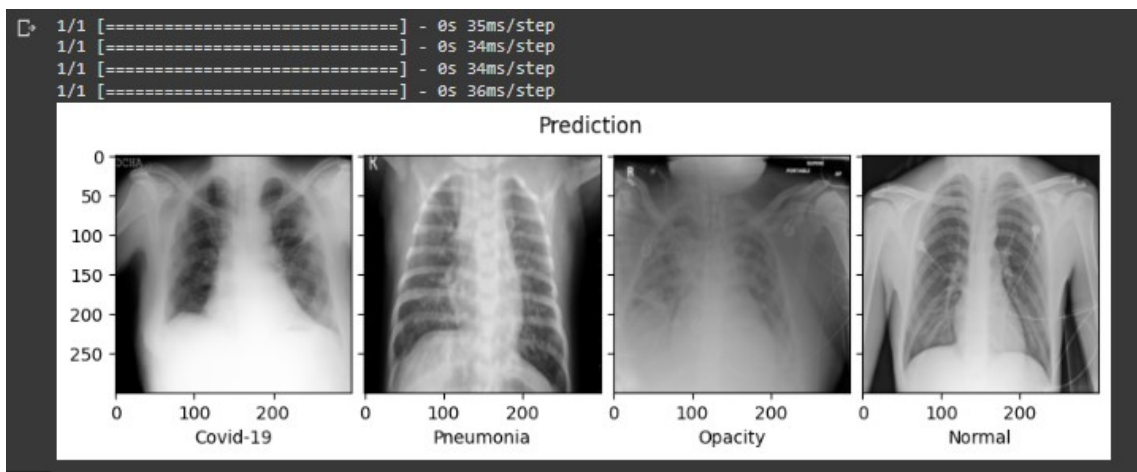 1/1 [==============================] - 0s 35ms/step
1/1 [==============================] - 0s 34ms/step
1/1 [==============================] - 0s 34ms/step
1/1 [==============================] - 0s 36ms/step
Prediction
0
50
100
150
200
250
R
PORTABLE
0 100 200
0 100 200
0 100 200
0 100 200
Covid-19
Pneumonia
Opacity
Normal